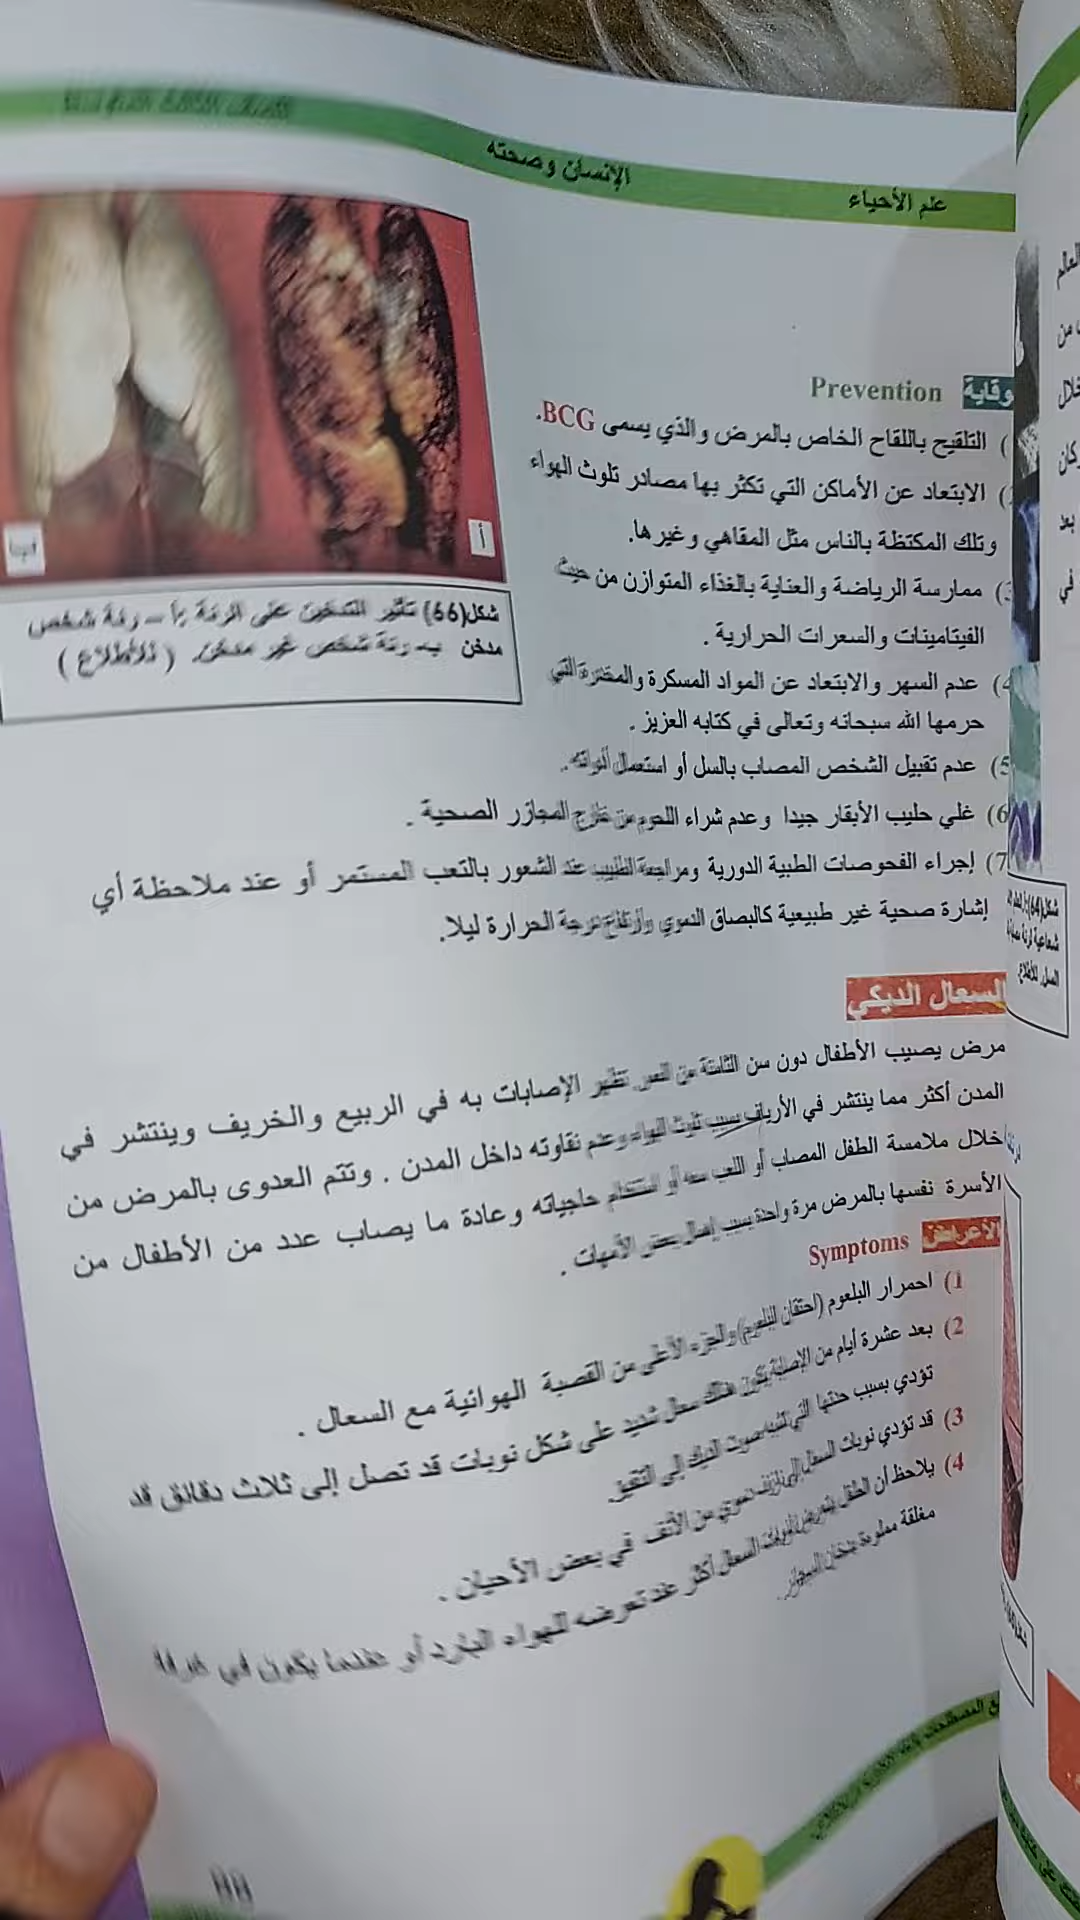 علم الأحياء
الإنسان وصحته
وقاية Prevention
التلقيح باللقاح الخاص بالمرض والذي يسمى BCG.
الابتعاد عن الأماكن التي تكثر بها مصادر تلوث الهواء
وتلك المكتظة بالناس مثل المقاهي وغيرها.
ممارسة الرياضة والعناية بالغذاء المتوازن من حيث
الفيتامينات والسعرات الحرارية .
4) عدم السهر والابتعاد عن المواد المسكرة والمخدرة التي
حرمها الله سبحانه وتعالى في كتابه العزيز .
5) عدم تقبيل الشخص المصاب بالسل أو استعمال أدواته.
6) غلي حليب الأبقار جيدا وعدم شراء اللحوم من خارج المجازر الصحية .
7) إجراء الفحوصات الطبية الدورية ومراجعة الطبيب عند الشعور بالتعب المستمر أو عند ملاحظة أي
إشارة صحية غير طبيعية كالبصاق الدموي وارتفاع درجة الحرارة ليلا.
أ
شكل(66) تأثير التدخين على الرئة أ – رئة شخص
مدخن ب– رئة شخص غير مدخن. ( للأطلاع )
السعال الديكي
مرض يصيب الأطفال دون سن الثامنة من العمر. تظهر الإصابات به في الربيع والخريف وينتشر في
المدن أكثر مما ينتشر في الأرياف بسبب تلوث الهواء وعدم نقاوته داخل المدن . وتتم العدوى بالمرض من
خلال ملامسة الطفل المصاب أو اللعب معه أو استخدام حاجياته وعادة ما يصاب عدد من الأطفال من
الأسرة نفسها بالمرض مرة واحدة بسبب إهمال بعض الأمهات .
الأعراض Symptoms
1) احمرار البلعوم (احتقان البلعوم) والجزء الأعلى من القصبة الهوائية مع السعال .
2) بعد عشرة أيام من الإصابة يتكون هنالك سعال شديد على شكل نوبات قد تصل إلى ثلاث دقائق قد
تؤدي بسبب حدتها التي تشبه صوت الديك إلى التقيؤ.
3) قد تؤدي نوبات السعال إلى نزيف دموي من الأنف في بعض الأحيان .
4) يلاحظ أن الطفل يتعرض لنوبات السعال أكثر عند تعرضه للهواء البارد أو عندما يكون في غرفة
مغلقة مملوءة بدخان السيجار .